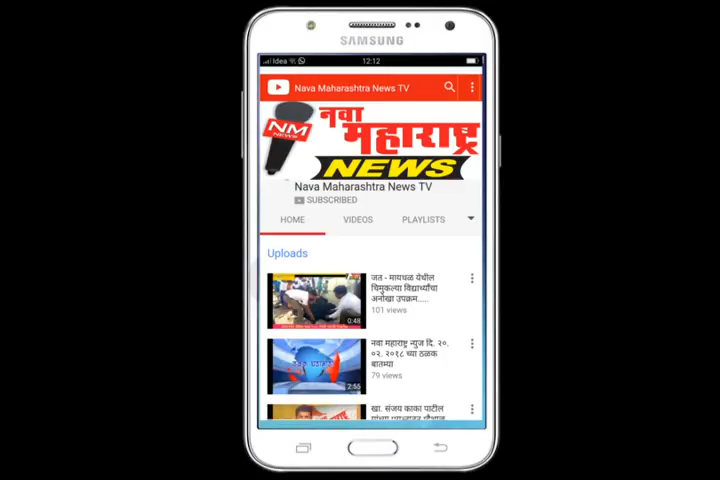 SAMSUNG
Idea
12:12
Nava Maharashtra News TV
NM
NEWS
नवा
महाराष्ट्र
NEWS
Nava Maharashtra News TV
SUBSCRIBED
HOME VIDEOS PLAYLISTS
Uploads
0:48
जत - मायथळ येथील
चिमुकल्या विद्यार्थ्यांचा
अनोखा उपक्रम.....
101 views
2:55
नवा महाराष्ट्र न्युज दि. २०.
०२. २०१८ च्या ठळक
बातम्या
79 views
खा. संजय काका पाटील